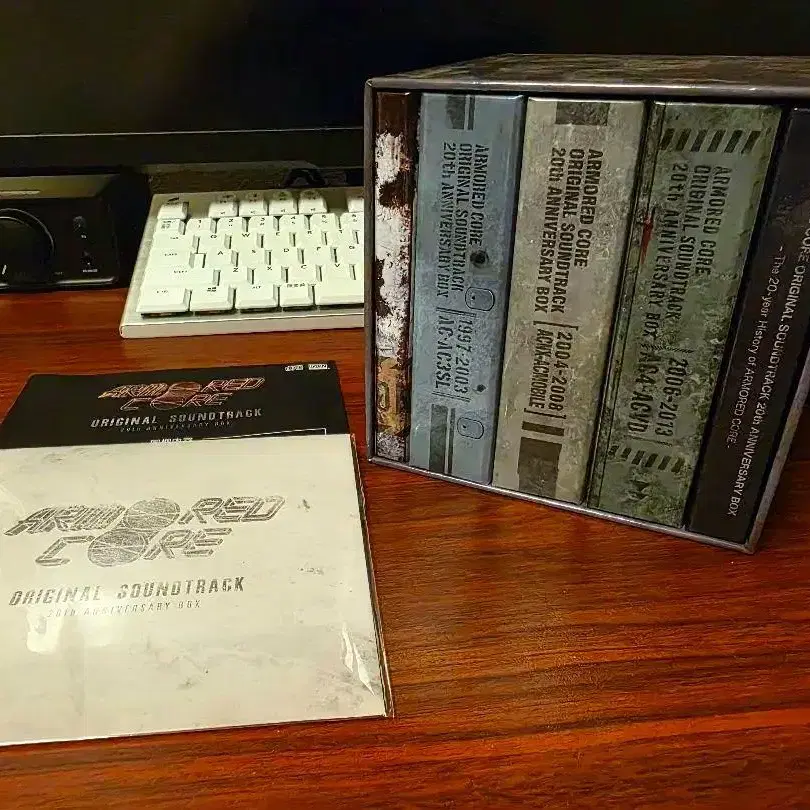 ARMORED CORE
ORIGINAL SOUNDTRACK
20th ANNIVERSARY BOX
[1997-2003]
[AC-AC3SL]
ARMORED CORE
ORIGINAL SOUNDTRACK
20th ANNIVERSARY BOX
[2004-2008]
[ACNX-ACMOBILE]
ARMORED CORE
ORIGINAL SOUNDTRACK
20th ANNIVERSARY BOX
2006-2013
AC4-ACVD
CORE ORIGINAL SOUNDTRACK 20th ANNIVERSARY BOX
- The 20-year History of ARMORED CORE -
ARMORED
CORE
ORIGINAL SOUNDTRACK
20th ANNIVERSARY BOX
ARMORED
CORE
ORIGINAL SOUNDTRACK
20th ANNIVERSARY BOX